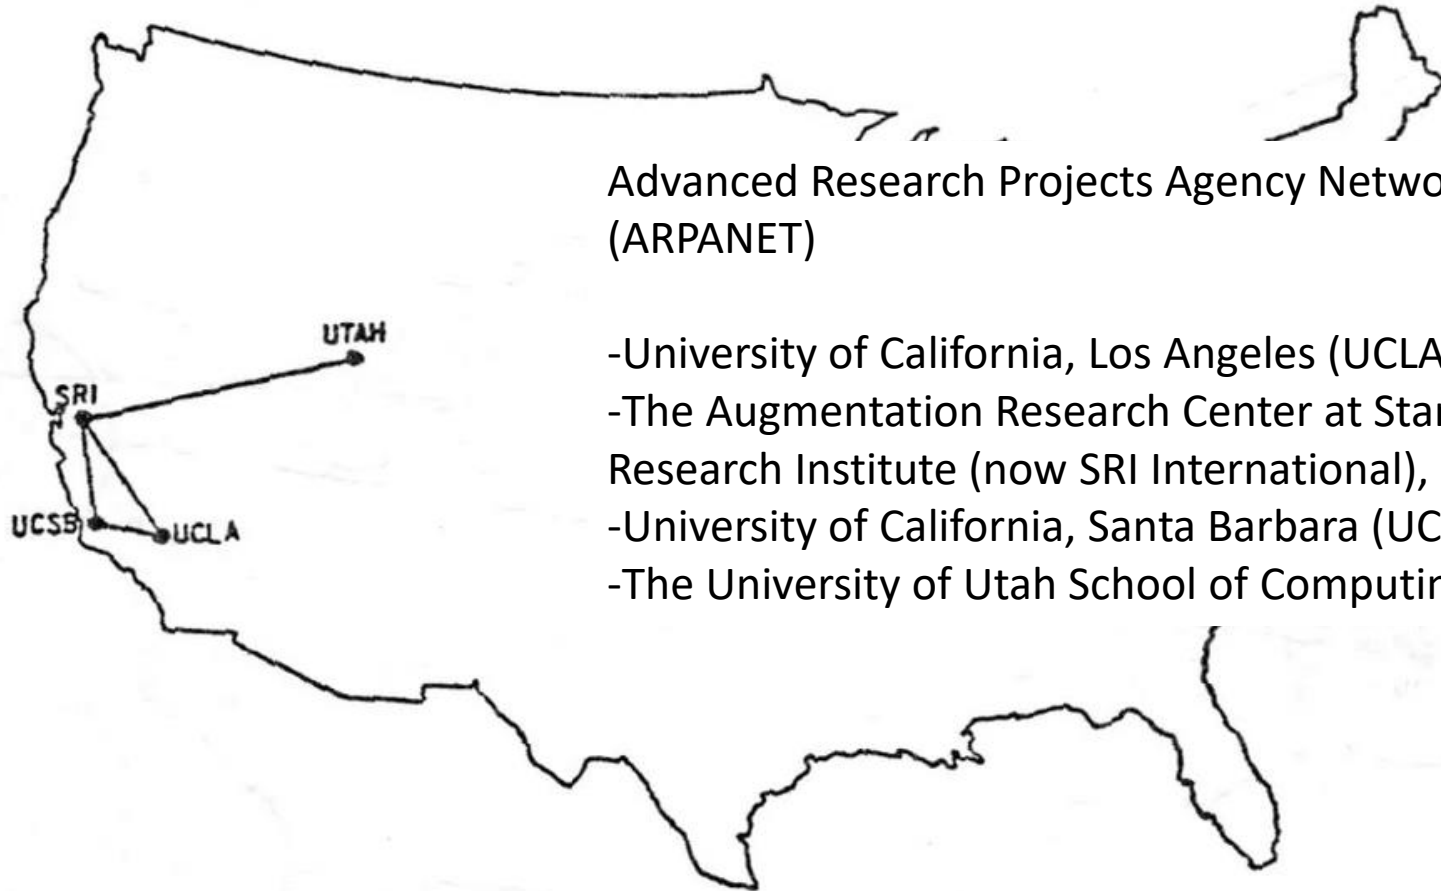 Advanced Research Projects Agency Netwo
(ARPANET)
UTAH
-University of California, Los Angeles (UCLA
SRI
-The Augmentation Research Center at Star
Research Institute (now SRI International),
UCSB
UCLA
-University of California, Santa Barbara (UC
-The University of Utah School of Computin